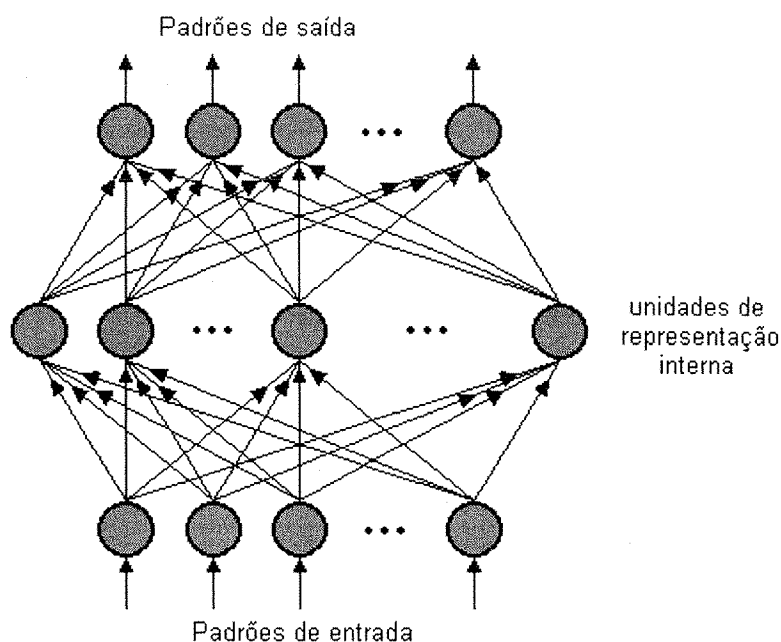 Padrões de saída
unidades de
representação
interna
Padrões de entrada